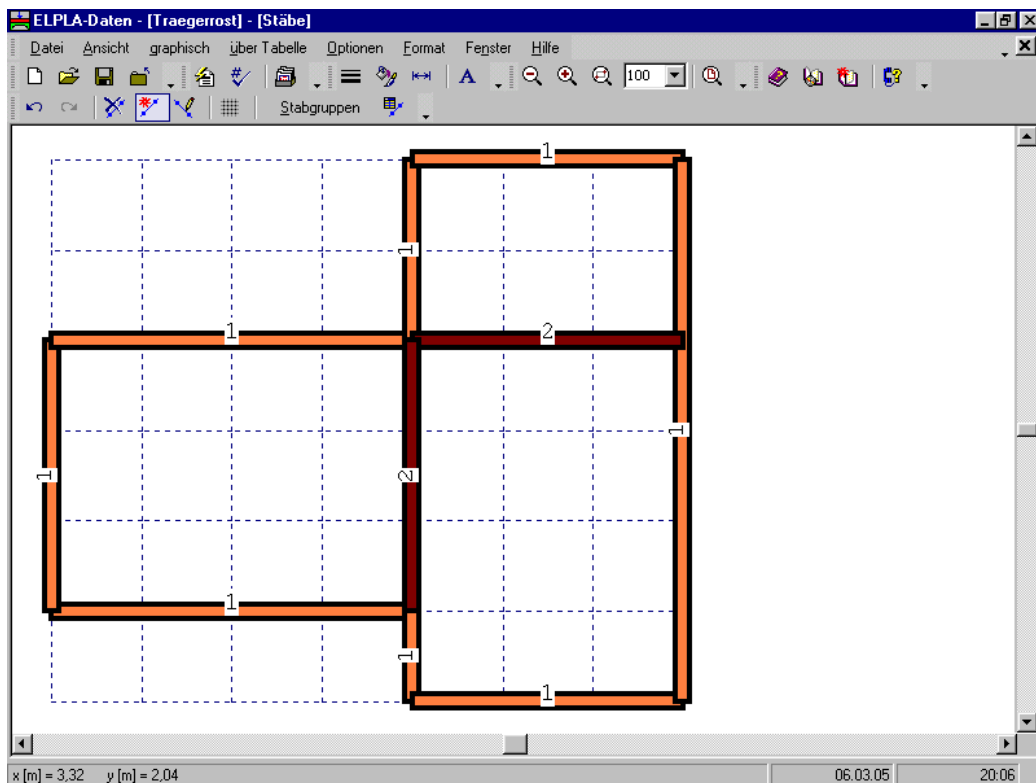 ELPLA-Daten - [Traegerrost] - [Stäbe]
Datei Ansicht graphisch über Tabelle Optionen Format Fenster Hilfe
A 100
Stabgruppen
1
1
1 2
1
1 2
1
1
1
x [m] = 3,32 y [m] = 2,04 06.03.05 20:06